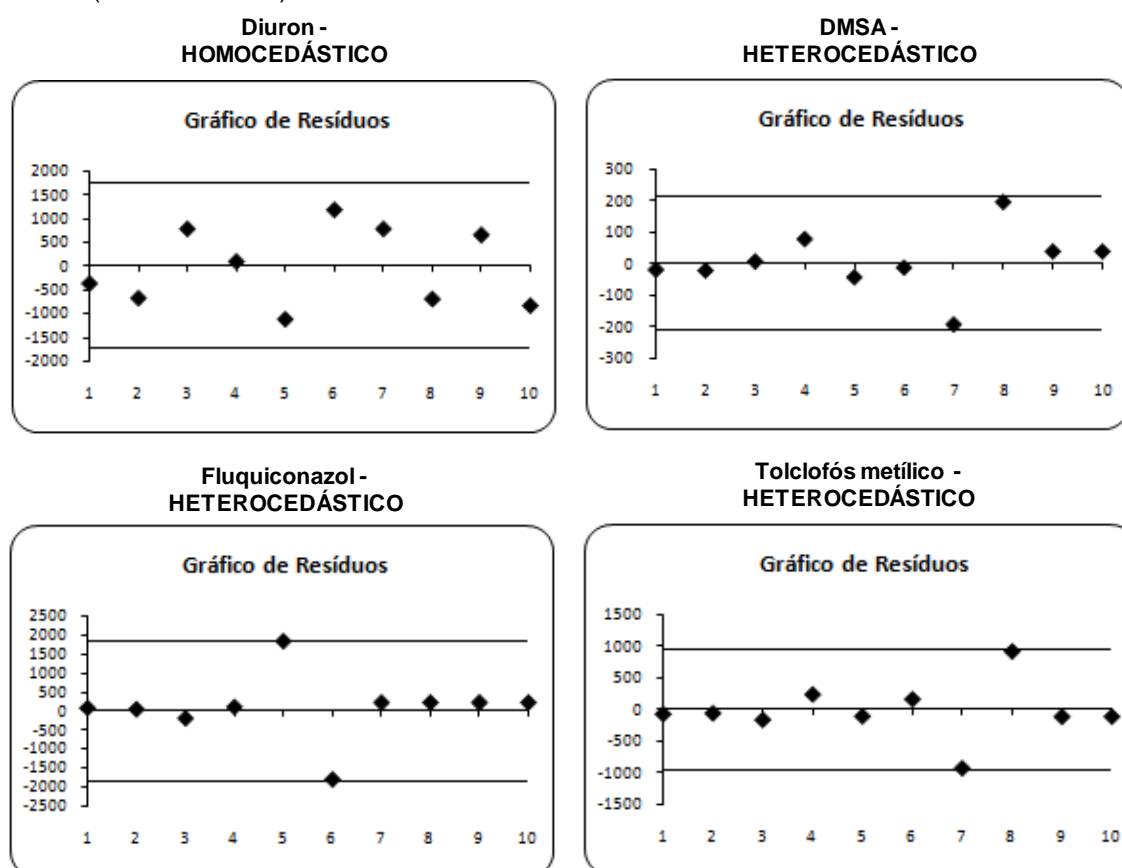 Diuron -
HOMOCEDÁSTICO
Gráfico de Resíduos
2000
1500
1000
500
0
-500
-1000
-1500
-2000
1 2 3 4 5 6 7 8 9 10
DMSA -
HETEROCEDÁSTICO
Gráfico de Resíduos
300
200
100
0
-100
-200
-300
1 2 3 4 5 6 7 8 9 10
Fluquiconazol -
HETEROCEDÁSTICO
Gráfico de Resíduos
2500
2000
1500
1000
500
0
-500
-1000
-1500
-2000
-2500
1 2 3 4 5 6 7 8 9 10
Tolclofós metílico -
HETEROCEDÁSTICO
Gráfico de Resíduos
1500
1000
500
0
-500
-1000
-1500
1 2 3 4 5 6 7 8 9 10